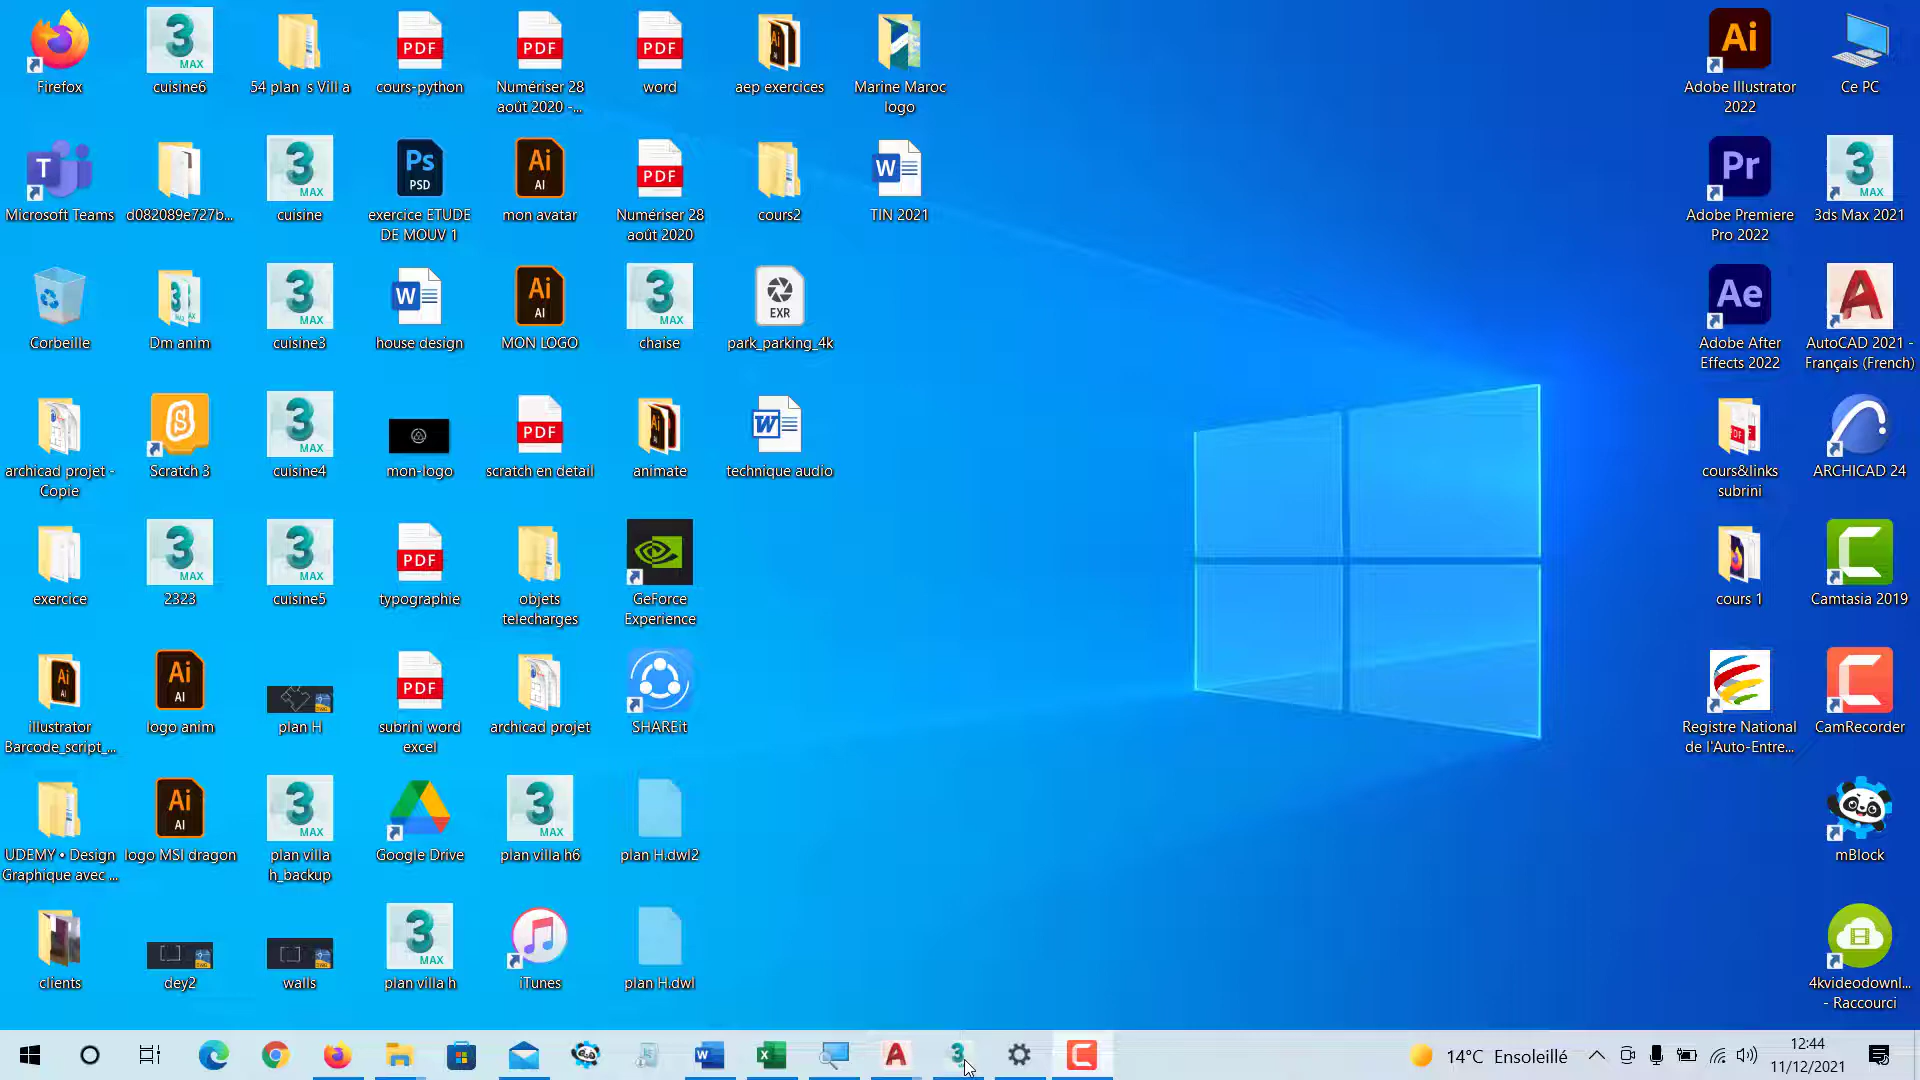 Firefox
cuisine6
54 plan s Vill a
cours-python
Numériser 28
août 2020 -...
word
aep exercices
Marine Maroc
logo
Adobe Illustrator
2022
Ce PC
Microsoft Teams
d082089e727b...
cuisine
exercice ETUDE
DE MOUV 1
mon avatar
Numériser 28
août 2020
cours2
TIN 2021
Adobe Premiere
Pro 2022
3ds Max 2021
Corbeille
Dm anim
cuisine3
house design
MON LOGO
chaise
park_parking_4k
Adobe After
Effects 2022
AutoCAD 2021 -
Français (French)
archicad projet -
Copie
Scratch 3
cuisine4
mon-logo
scratch en detail
animate
technique audio
cours&links
subrini
ARCHICAD 24
exercice
2323
cuisine5
typographie
objets
telecharges
GeForce
Experience
cours 1
Camtasia 2019
illustrator
Barcode_script_...
logo anim
plan H
subrini word
excel
archicad projet
SHAREit
Registre National
de l'Auto-Entre...
CamRecorder
UDEMY • Design
Graphique avec ...
logo MSI dragon
plan villa
h_backup
Google Drive
plan villa h6
plan H.dwl2
mBlock
clients
dey2
walls
plan villa h
iTunes
plan H.dwl
4kvideodownl...
- Raccourci
14°C Ensoleillé
12:44
11/12/2021